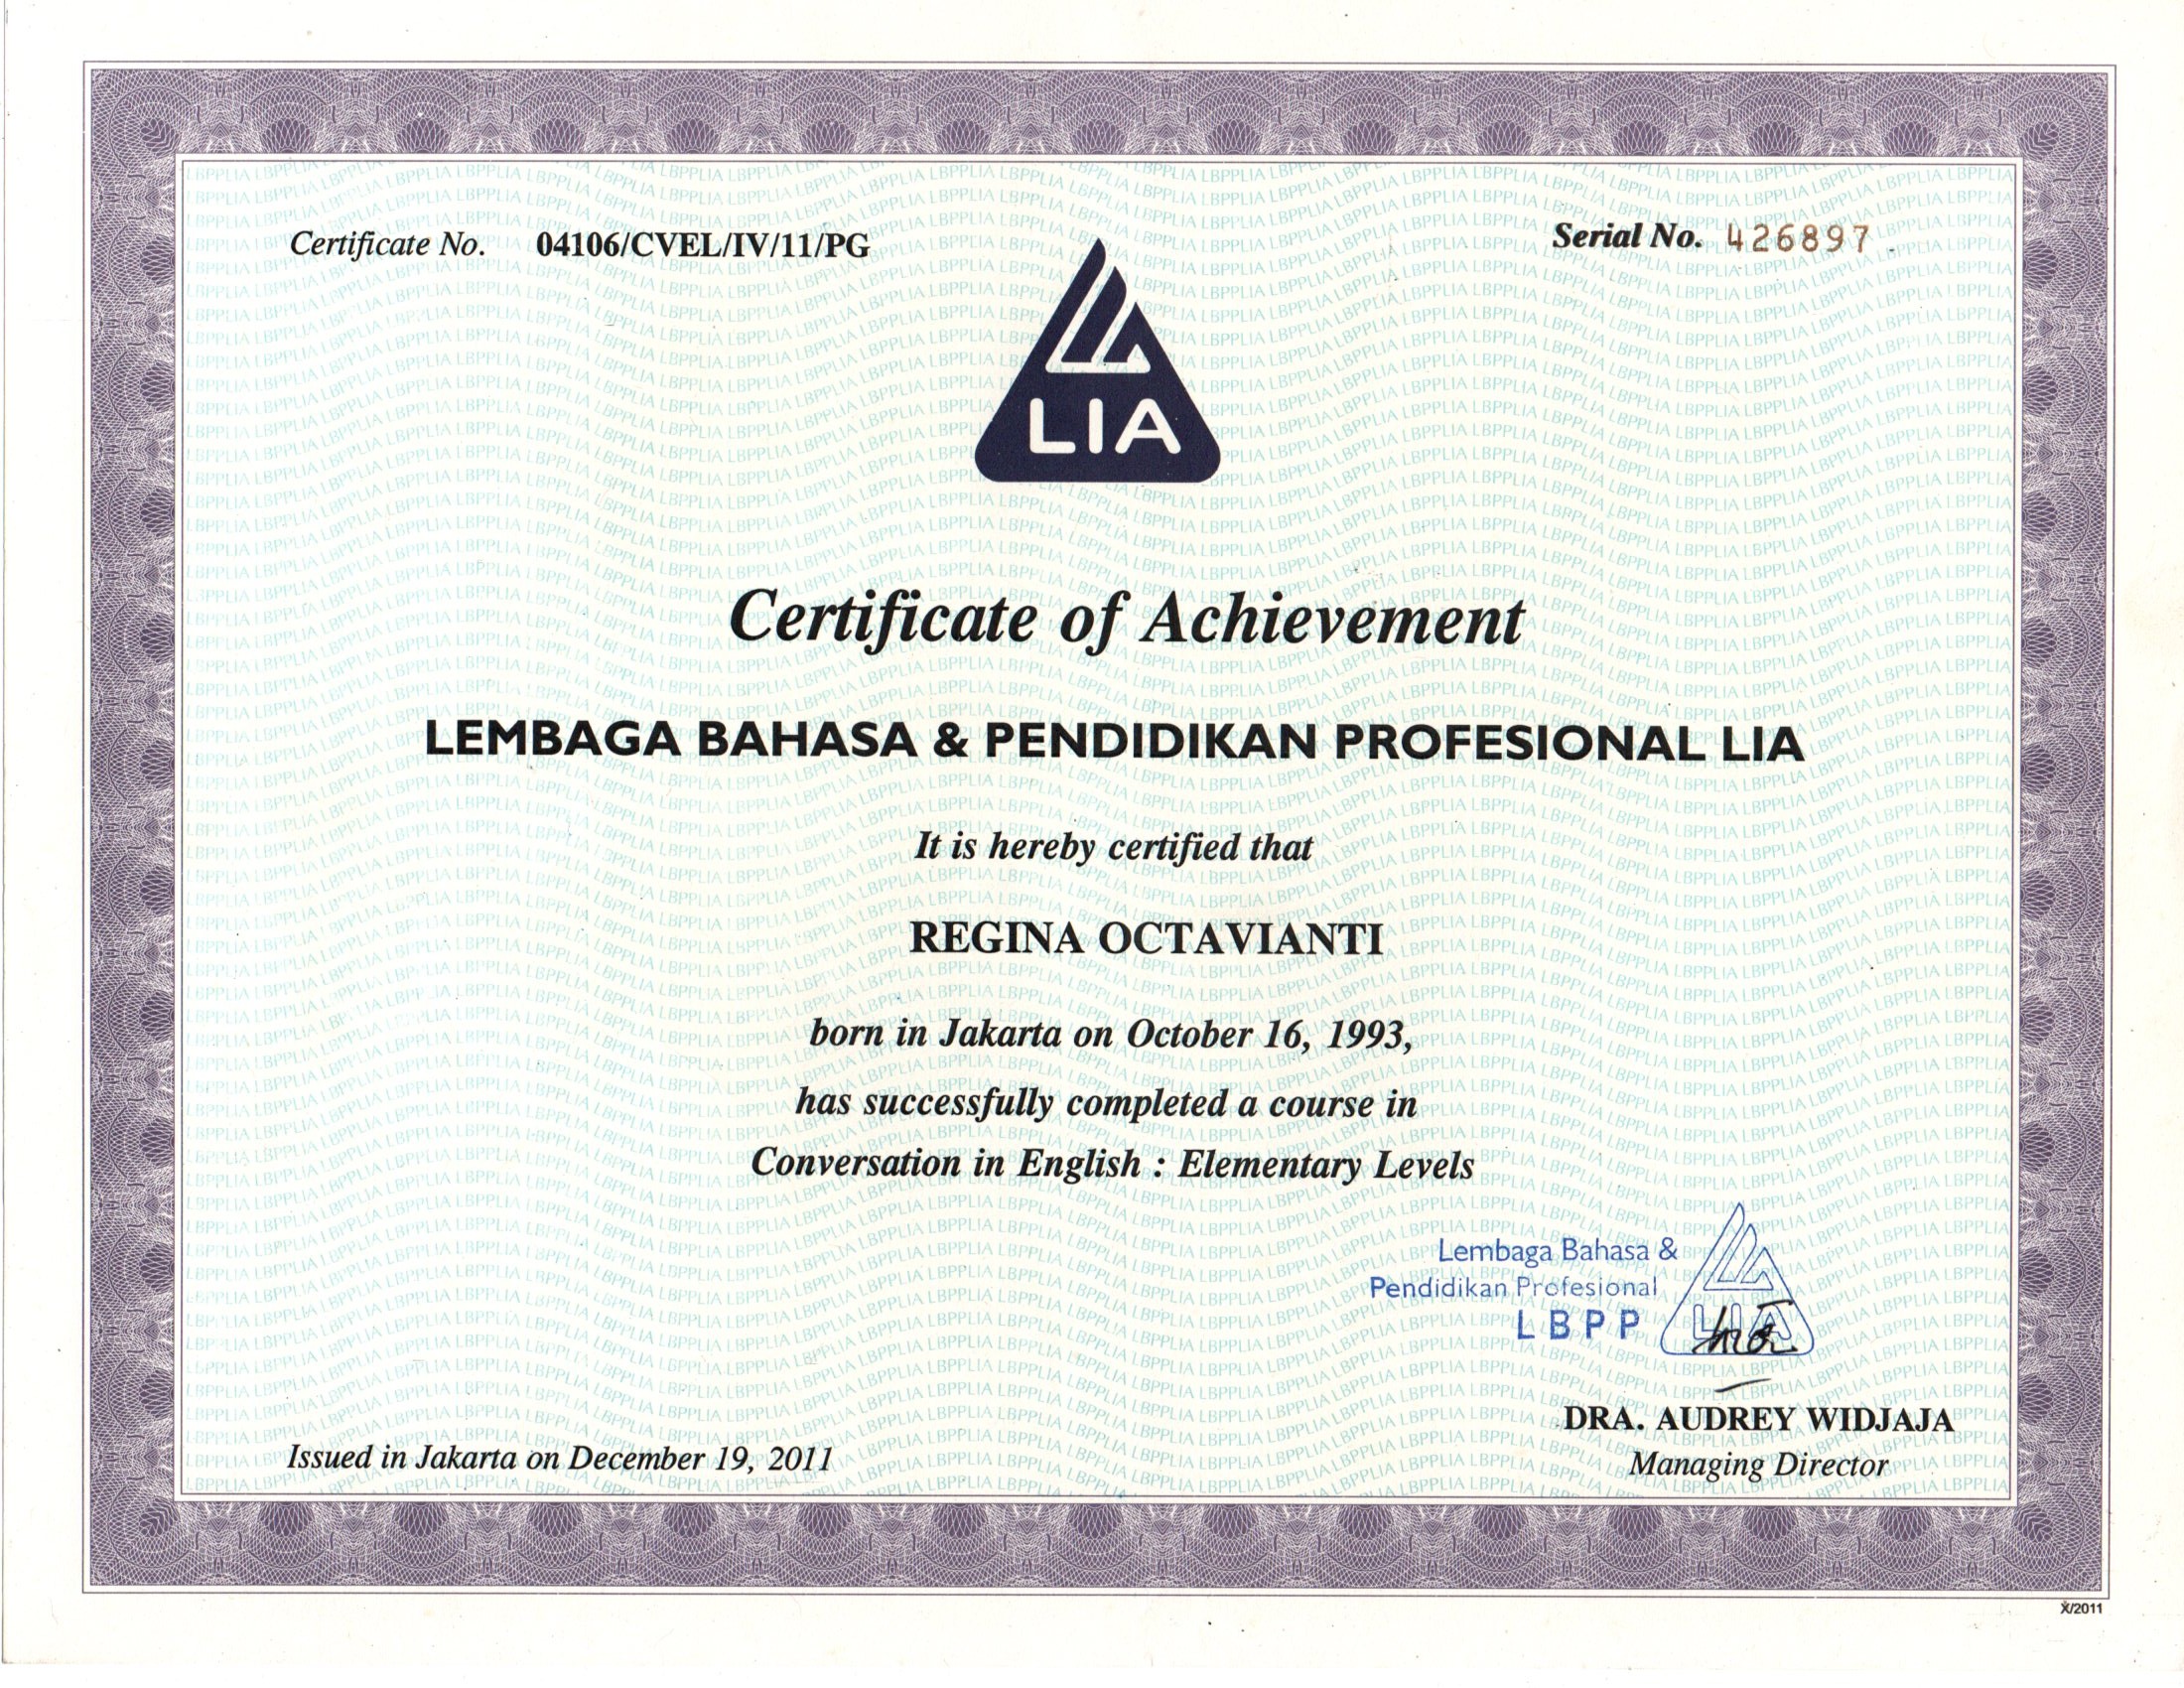 Certificate No. 04106/CVEL/IV/11/PG
Serial No. 426897
LIA
Certificate of Achievement
LEMBAGA BAHASA & PENDIDIKAN PROFESIONAL LIA
It is hereby certified that
REGINA OCTAVIANTI
born in Jakarta on October 16, 1993,
has successfully completed a course in
Conversation in English : Elementary Levels
Lembaga Bahasa &
Pendidikan Profesional
LBPP LIA
DRA. AUDREY WIDJAJA
Managing Director
Issued in Jakarta on December 19, 2011
X/2011